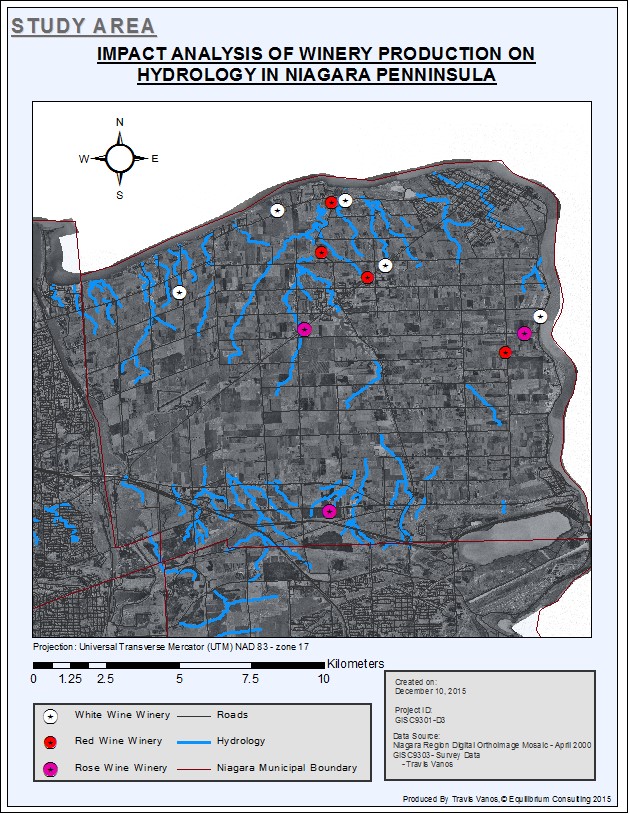 STUDY AREA
IMPACT ANALYSIS OF WINERY PRODUCTION ON
HYDROLOGY IN NIAGARA PENNINSULA
N
W
E
S
Projection: Universal Transverse Mercator (UTM) NAD 83 - zone 17
Kilometers
0 1.25 2.5 5 7.5 10
White Wine Winery
Roads
Red Wine Winery
Hydrology
Rose Wine Winery
Niagara Municipal Boundary
Created on:
December 10, 2015
Project ID:
GISC9301-D3
Data Source:
Niagara Region Digital OrthoImage Mosaic - April 2000
GISC9303- Survey Data
- Travis Vanos
Produced By Travis Vanos, © Equilibrium Consulting 2015